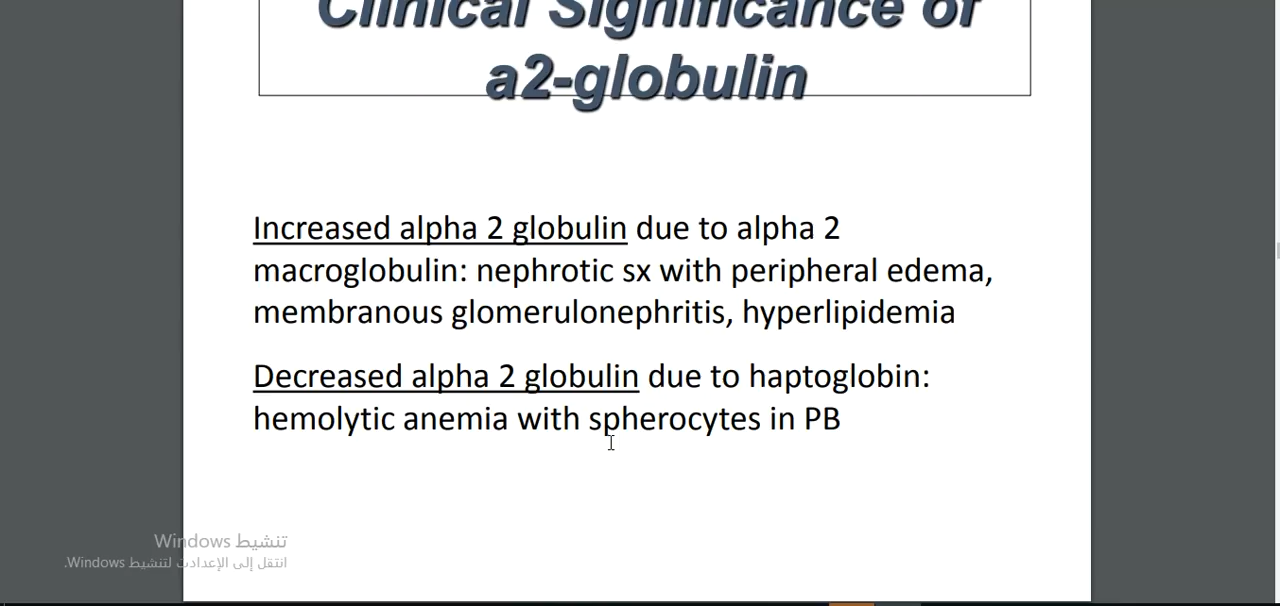 Clinical Significance of
a2-globulin
Increased alpha 2 globulin due to alpha 2
macroglobulin: nephrotic sx with peripheral edema,
membranous glomerulonephritis, hyperlipidemia
Decreased alpha 2 globulin due to haptoglobin:
hemolytic anemia with spherocytes in PB
تنشيط Windows
انتقل إلى الإعدادت لتنشيط Windows.